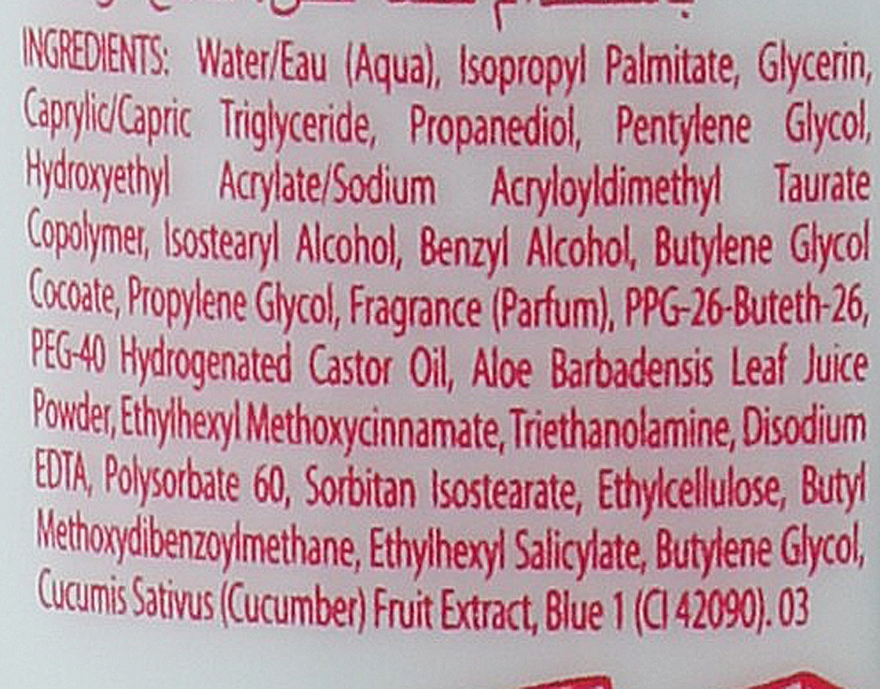 INGREDIENTS: Water/Eau (Aqua), Isopropyl Palmitate, Glycerin,
Caprylic/Capric Triglyceride, Propanediol, Pentylene Glycol,
Hydroxyethyl Acrylate/Sodium Acryloyldimethyl Taurate
Copolymer, Isostearyl Alcohol, Benzyl Alcohol, Butylene Glycol
Cocoate, Propylene Glycol, Fragrance (Parfum), PPG-26-Buteth-26,
PEG-40 Hydrogenated Castor Oil, Aloe Barbadensis Leaf Juice
Powder, Ethylhexyl Methoxycinnamate, Triethanolamine, Disodium
EDTA, Polysorbate 60, Sorbitan Isostearate, Ethylcellulose, Butyl
Methoxydibenzoylmethane, Ethylhexyl Salicylate, Butylene Glycol,
Cucumis Sativus (Cucumber) Fruit Extract, Blue 1 (CI 42090). 03